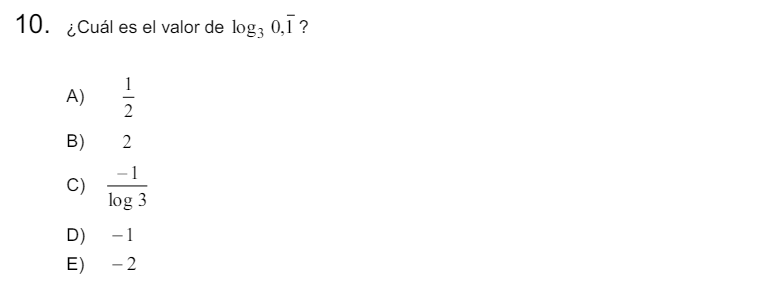 10. ¿Cuál es el valor de log₃ 0,1̄ ?
A) 1/2
B) 2
C) −1/log 3
D) −1
E) −2